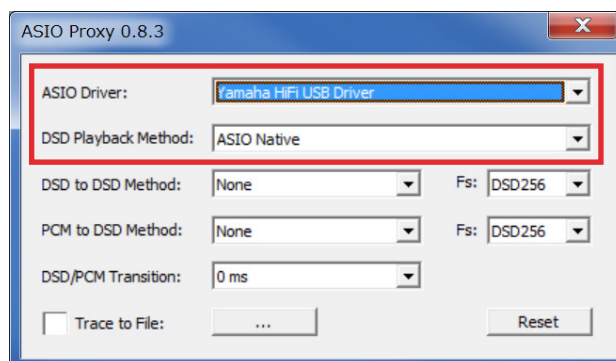 ASIO Proxy 0.8.3
ASIO Driver: Yamaha HiFi USB Driver
DSD Playback Method: ASIO Native
DSD to DSD Method: None Fs: DSD256
PCM to DSD Method: None Fs: DSD256
DSD/PCM Transition: 0 ms
Trace to File: ... Reset